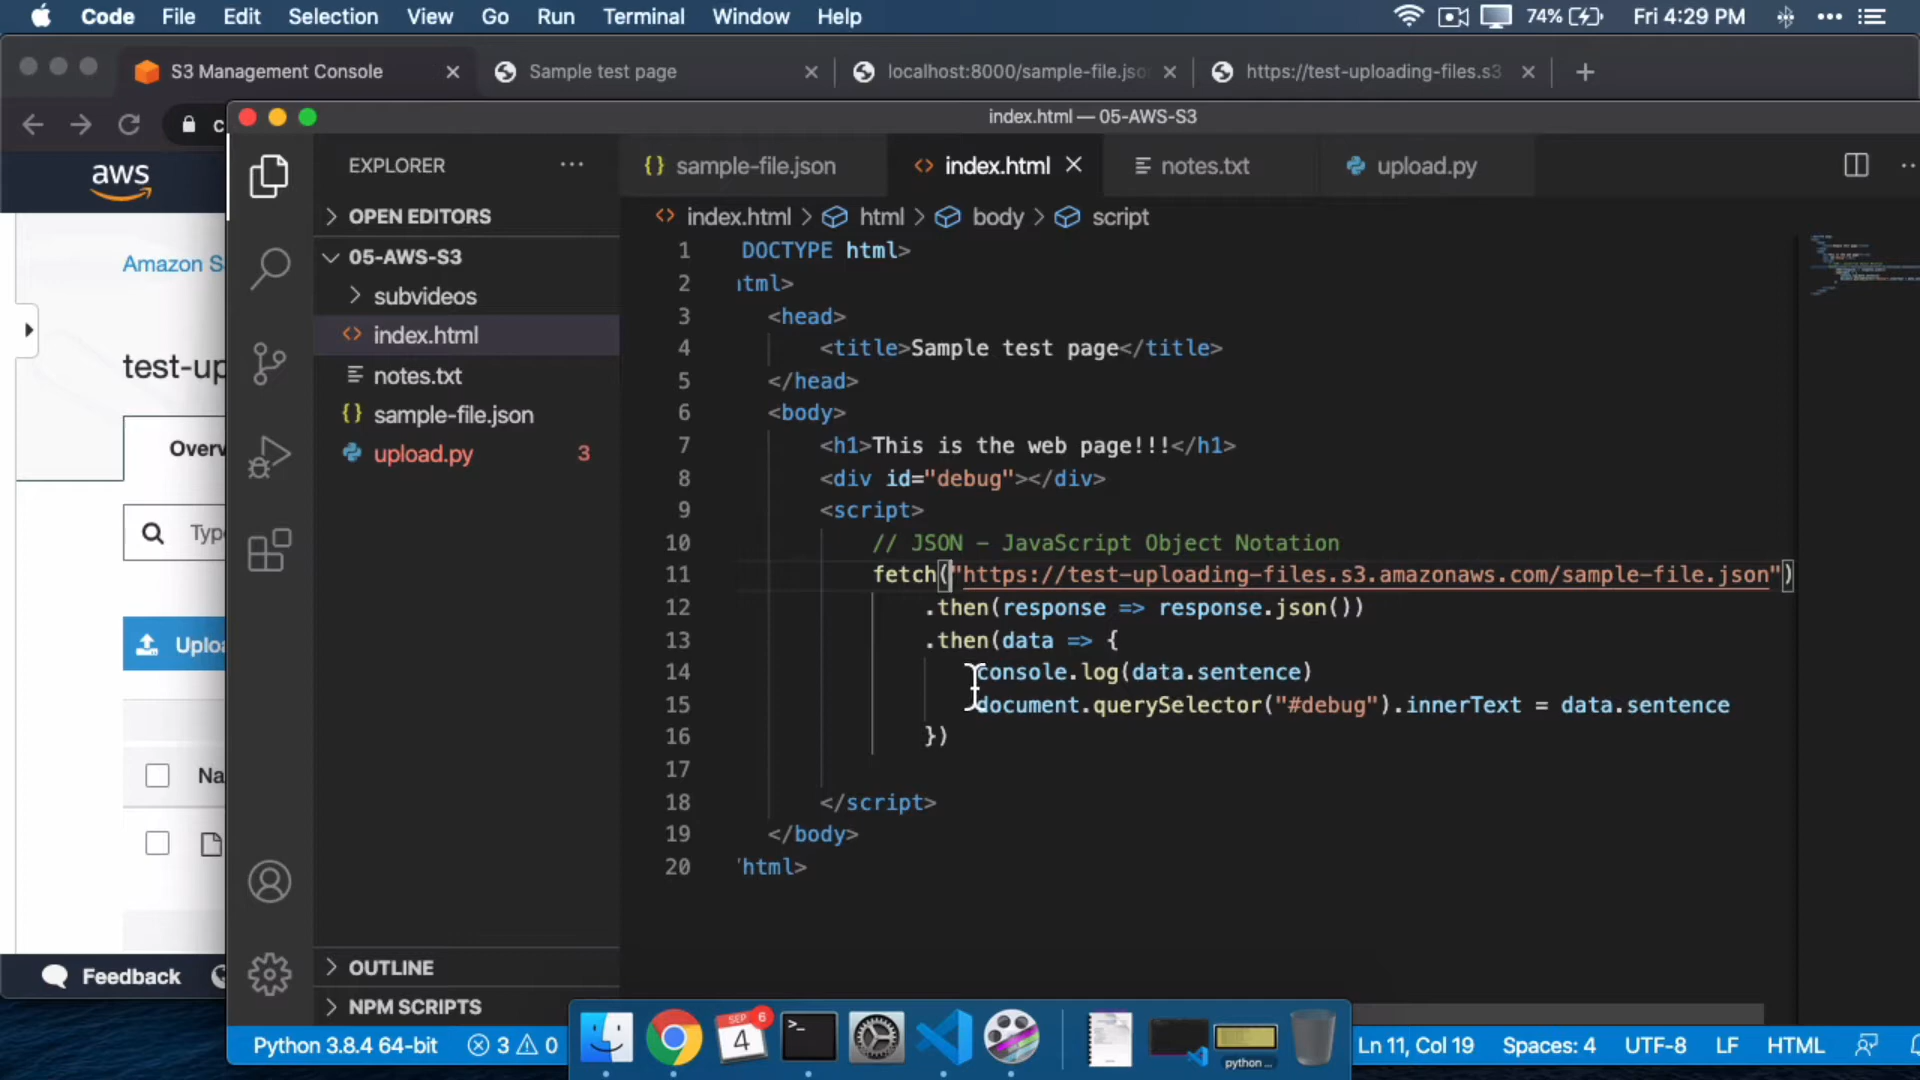 Code File Edit Selection View Go Run Terminal Window Help 74% Fri 4:29 PM
S3 Management Console Sample test page localhost:8000/sample-file.jso https://test-uploading-files.s3
index.html — 05-AWS-S3
aws
EXPLORER
sample-file.json index.html notes.txt upload.py
OPEN EDITORS
index.html > html > body > script
05-AWS-S3
subvideos
index.html
notes.txt
sample-file.json
upload.py 3
OUTLINE
NPM SCRIPTS
Amazon S
test-up
Overv
Typ
Uplo
Na
Feedback
1 DOCTYPE html>
2 tml>
3 <head>
4 <title>Sample test page</title>
5 </head>
6 <body>
7 <h1>This is the web page!!!</h1>
8 <div id="debug"></div>
9 <script>
10 // JSON – JavaScript Object Notation
11 fetch("https://test-uploading-files.s3.amazonaws.com/sample-file.json")
12 .then(response => response.json())
13 .then(data => {
14 console.log(data.sentence)
15 document.querySelector("#debug").innerText = data.sentence
16 })
17
18 </script>
19 </body>
20 html>
SEP 6
4
python ...
Python 3.8.4 64-bit 3 0 Ln 11, Col 19 Spaces: 4 UTF-8 LF HTML